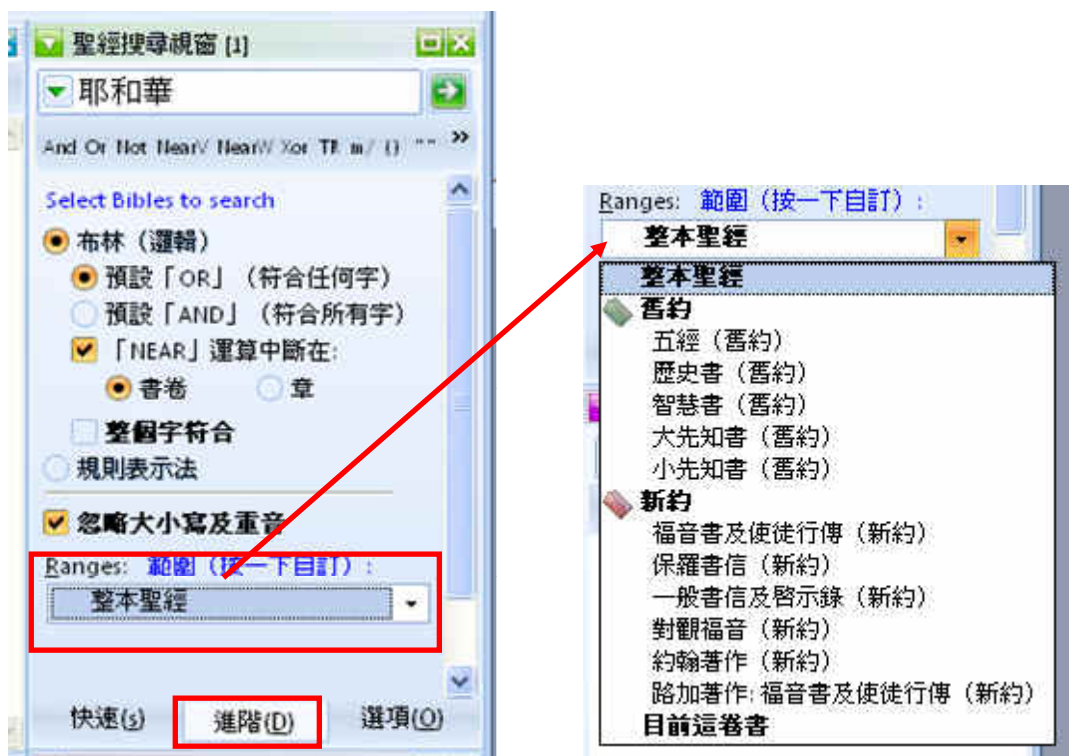 聖經搜尋視窗 [1]
耶和華
And Or Not NearV NearW Xor TR m/ () "" »
Select Bibles to search
布林（邏輯）
預設「OR」（符合任何字）
預設「AND」（符合所有字）
「NEAR」運算中斷在:
書卷 章
整個字符合
規則表示法
忽略大小寫及重音
Ranges: 範圍（按一下自訂）:
整本聖經
快速(s) 進階(D) 選項(O)
Ranges: 範圍（按一下自訂）:
整本聖經
整本聖經
舊約
五經（舊約）
歷史書（舊約）
智慧書（舊約）
大先知書（舊約）
小先知書（舊約）
新約
福音書及使徒行傳（新約）
保羅書信（新約）
一般書信及啓示錄（新約）
對觀福音（新約）
約翰著作（新約）
路加著作: 福音書及使徒行傳（新約）
目前這卷書